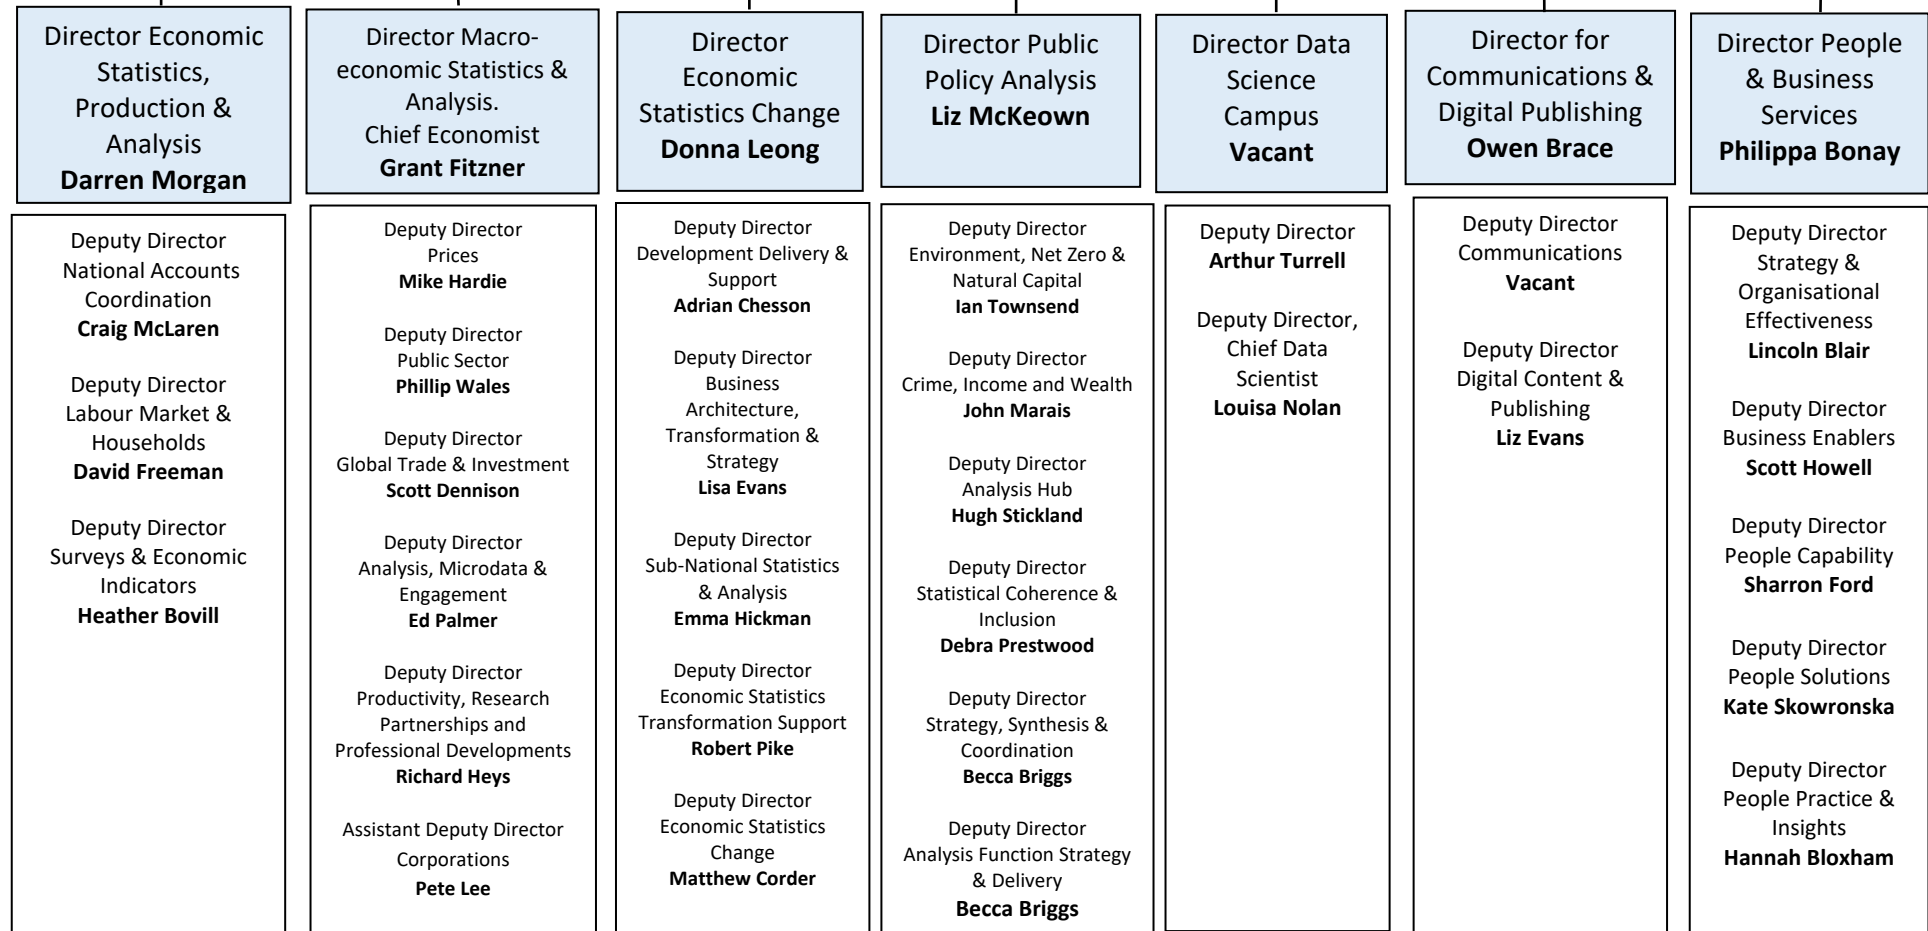 Director Economic
Statistics,
Production &
Analysis
Darren Morgan
Deputy Director
National Accounts
Coordination
Craig McLaren
Deputy Director
Labour Market &
Households
David Freeman
Deputy Director
Surveys & Economic
Indicators
Heather Bovill
Director Macro-
economic Statistics &
Analysis.
Chief Economist
Grant Fitzner
Deputy Director
Prices
Mike Hardie
Deputy Director
Public Sector
Phillip Wales
Deputy Director
Global Trade & Investment
Scott Dennison
Deputy Director
Analysis, Microdata &
Engagement
Ed Palmer
Deputy Director
Productivity, Research
Partnerships and
Professional Developments
Richard Heys
Assistant Deputy Director
Corporations
Pete Lee
Director
Economic
Statistics Change
Donna Leong
Deputy Director
Development Delivery &
Support
Adrian Chesson
Deputy Director
Business
Architecture,
Transformation &
Strategy
Lisa Evans
Deputy Director
Sub-National Statistics
& Analysis
Emma Hickman
Deputy Director
Economic Statistics
Transformation Support
Robert Pike
Deputy Director
Economic Statistics
Change
Matthew Corder
Director Public
Policy Analysis
Liz McKeown
Deputy Director
Environment, Net Zero &
Natural Capital
Ian Townsend
Deputy Director
Crime, Income and Wealth
John Marais
Deputy Director
Analysis Hub
Hugh Stickland
Deputy Director
Statistical Coherence &
Inclusion
Debra Prestwood
Deputy Director
Strategy, Synthesis &
Coordination
Becca Briggs
Deputy Director
Analysis Function Strategy
& Delivery
Becca Briggs
Director Data
Science
Campus
Vacant
Deputy Director
Arthur Turrell
Deputy Director,
Chief Data
Scientist
Louisa Nolan
Director for
Communications &
Digital Publishing
Owen Brace
Deputy Director
Communications
Vacant
Deputy Director
Digital Content &
Publishing
Liz Evans
Director People
& Business
Services
Philippa Bonay
Deputy Director
Strategy &
Organisational
Effectiveness
Lincoln Blair
Deputy Director
Business Enablers
Scott Howell
Deputy Director
People Capability
Sharron Ford
Deputy Director
People Solutions
Kate Skowronska
Deputy Director
People Practice &
Insights
Hannah Bloxham